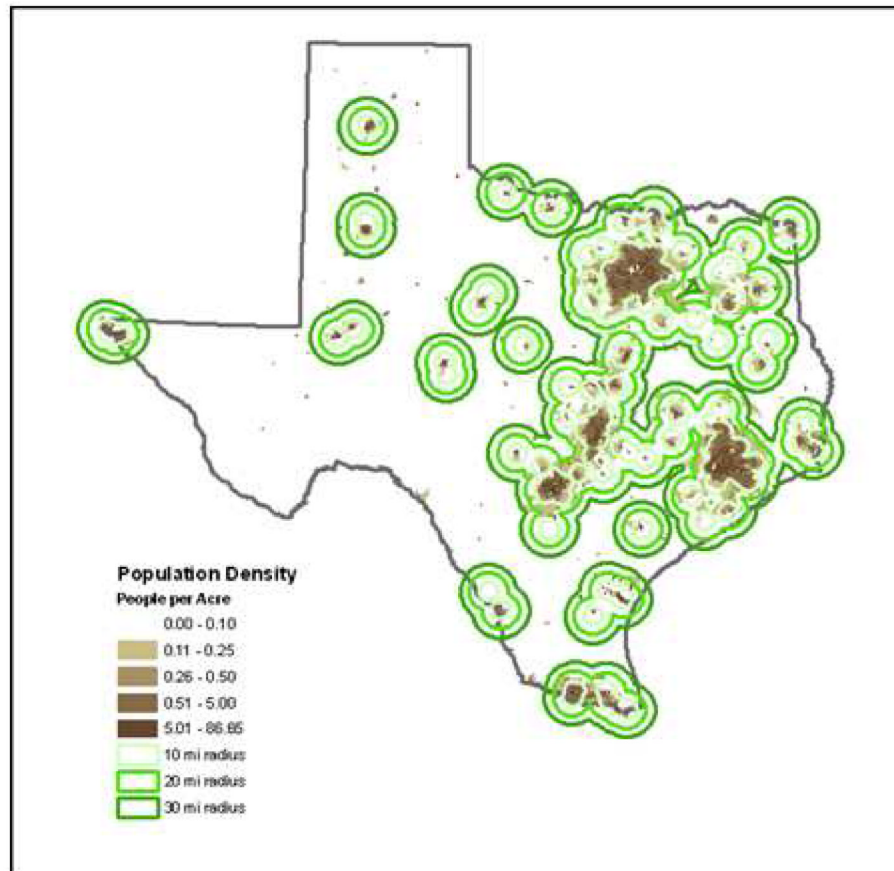 Population Density
People per Acre
0.00 - 0.10
0.11 - 0.25
0.26 - 0.50
0.51 - 5.00
5.01 - 86.65
10 mi radius
20 mi radius
30 mi radius